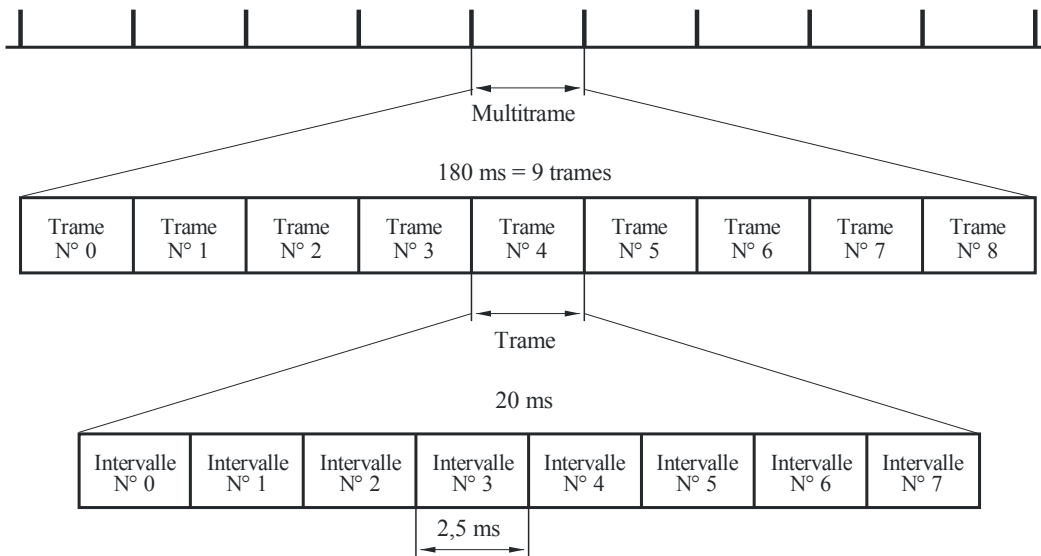 Multitrame
180 ms = 9 trames
Trame Trame Trame Trame Trame Trame Trame Trame Trame
N° 0 N° 1 N° 2 N° 3 N° 4 N° 5 N° 6 N° 7 N° 8
Trame
20 ms
Intervalle Intervalle Intervalle Intervalle Intervalle Intervalle Intervalle Intervalle
N° 0 N° 1 N° 2 N° 3 N° 4 N° 5 N° 6 N° 7
2,5 ms